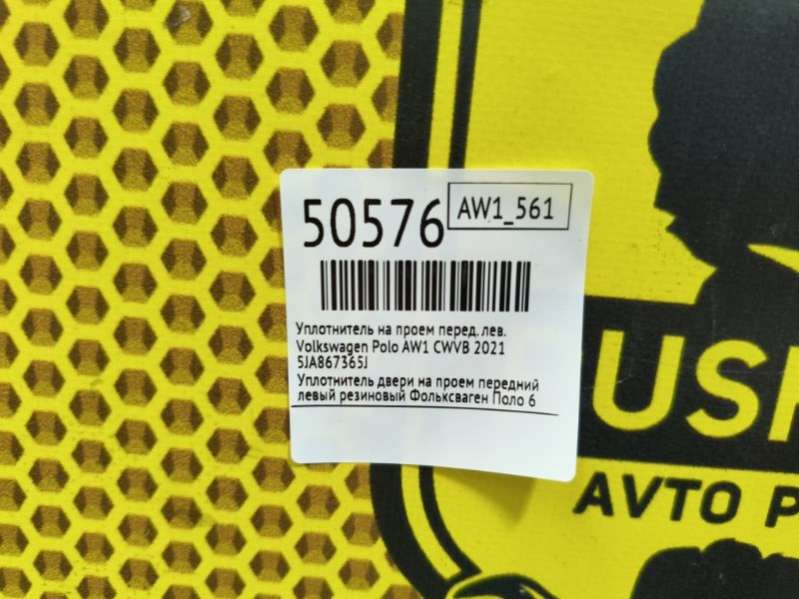 50576
AW1_561
Уплотнитель на проем перед. лев.
Volkswagen Polo AW1 CWVB 2021
5JA867365J
Уплотнитель двери на проем передний
левый резиновый Фольксваген Поло 6
USH
AVTO P